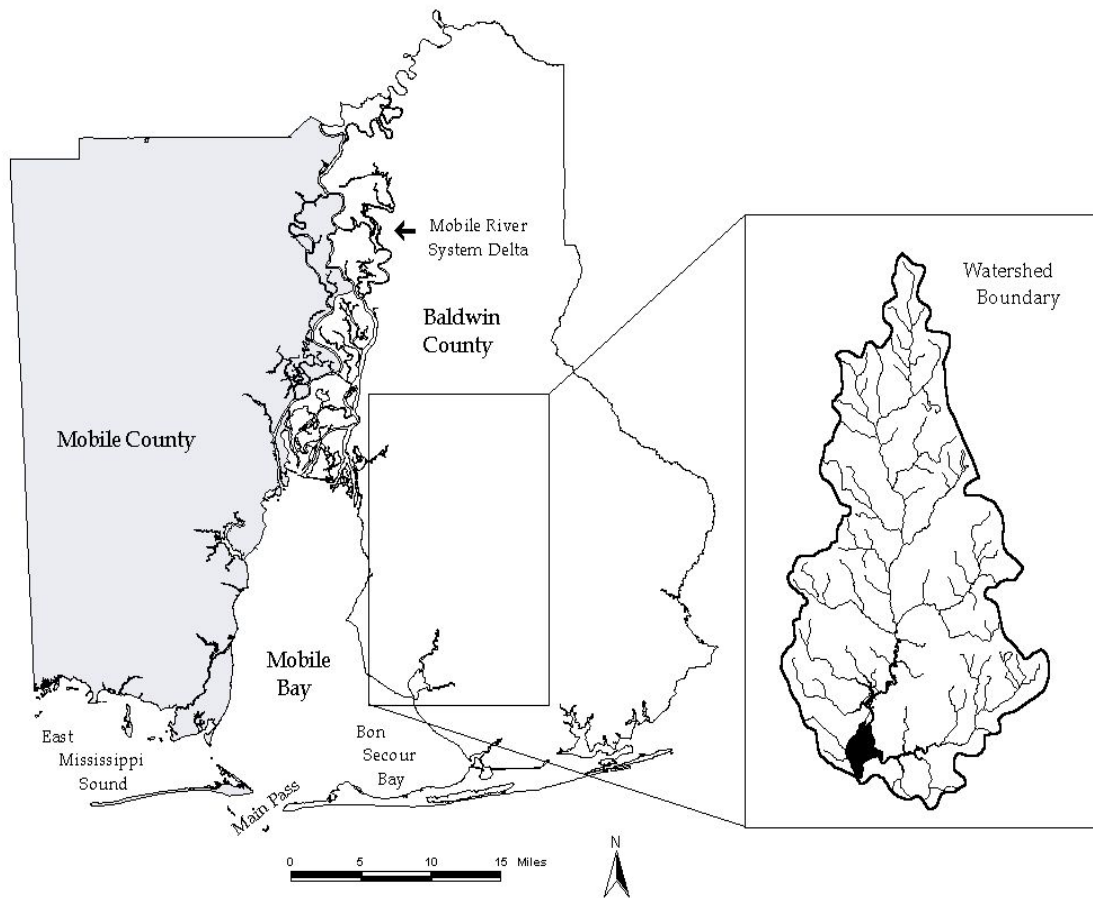 Mobile River
System Delta
Watershed
Boundary
Baldwin
County
Mobile County
Mobile
Bay
East
Mississippi
Sound
Bon
Secour
Bay
Main Pass
N
0 5 10 15 Miles